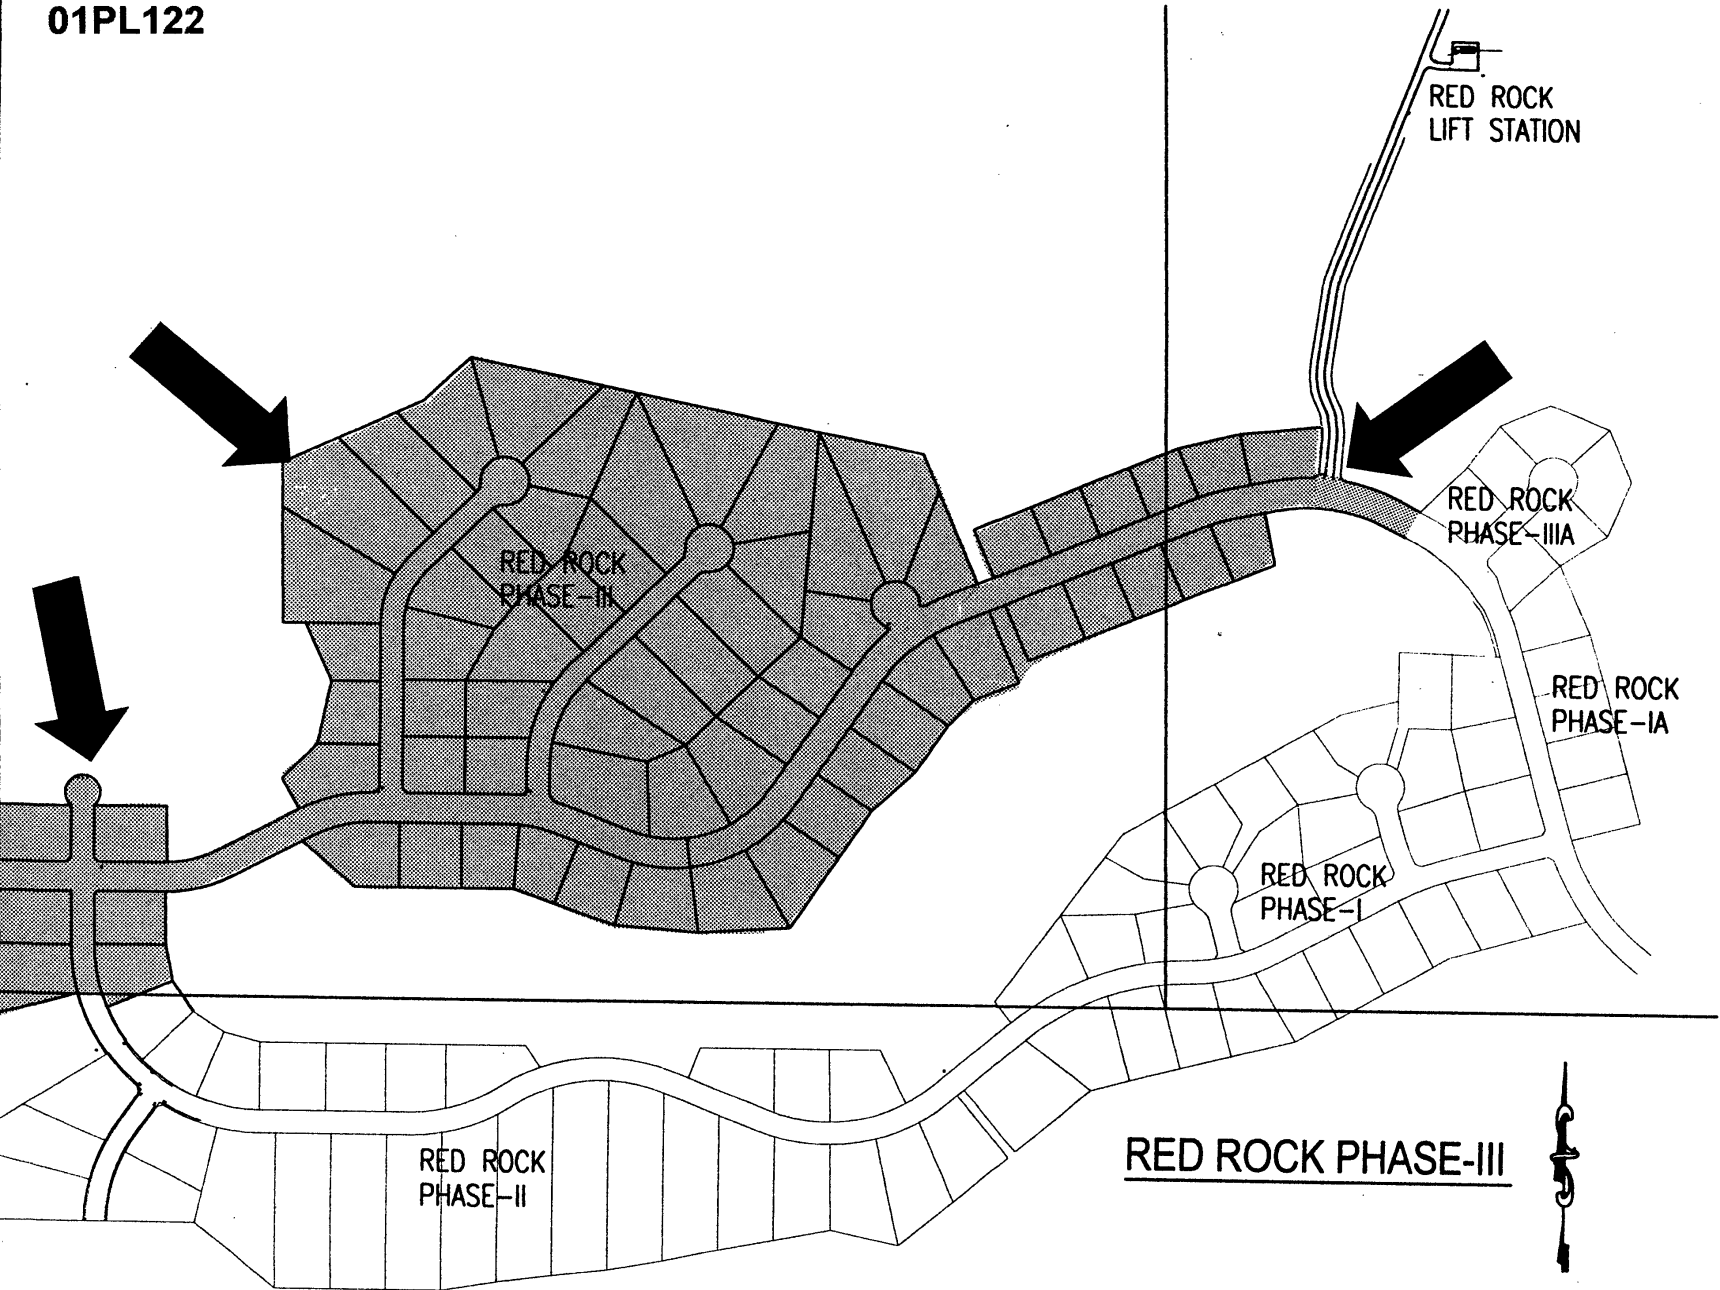 01PL122
RED ROCK
LIFT STATION
RED ROCK
PHASE-IIIA
RED ROCK
PHASE-III
RED ROCK
PHASE-IA
RED ROCK
PHASE-I
RED ROCK
PHASE-II
RED ROCK PHASE-III